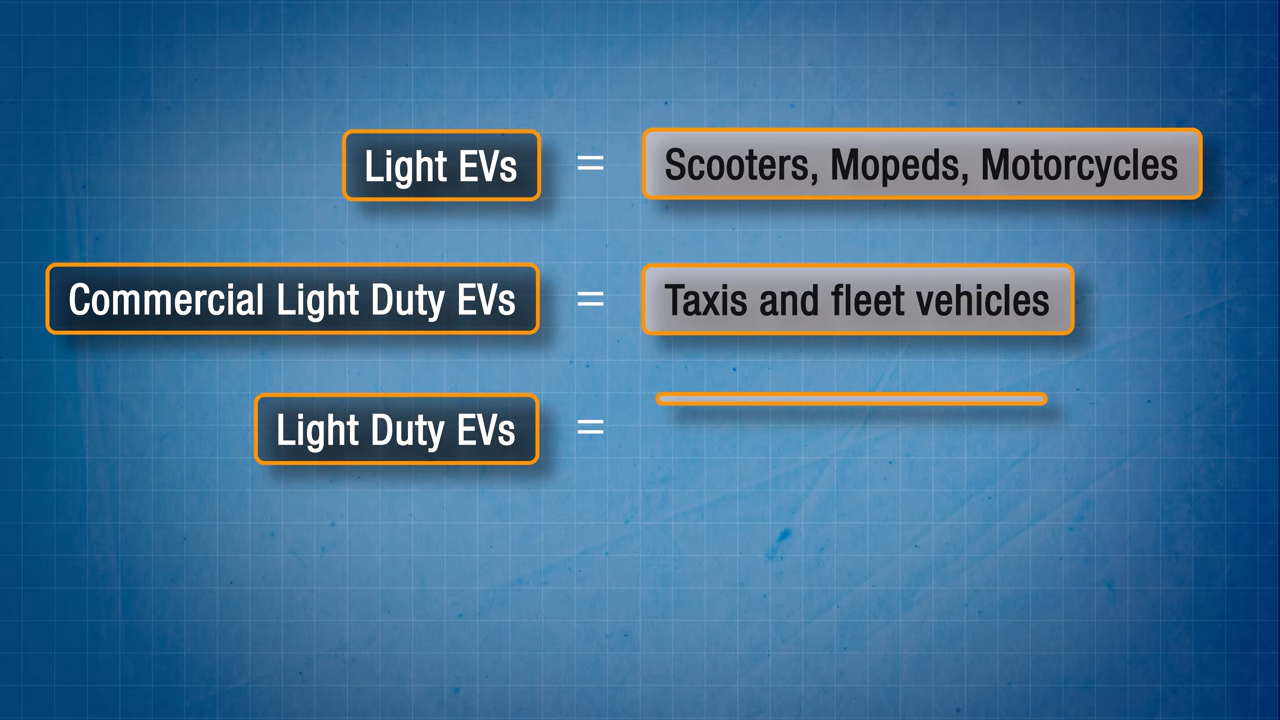 Light EVs = Scooters, Mopeds, Motorcycles
Commercial Light Duty EVs = Taxis and fleet vehicles
Light Duty EVs =